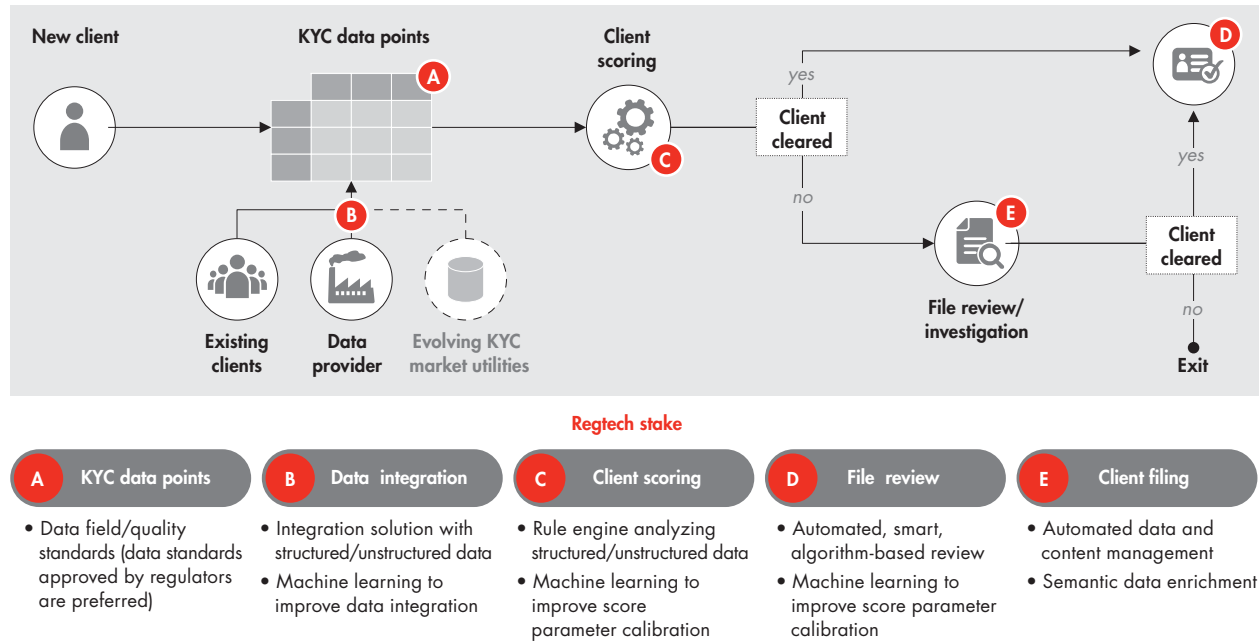 New client
KYC data points
Client
scoring
D
A
yes
Client
cleared
C
no
yes
B
E
Client
cleared
no
Existing
clients
Data
provider
Evolving KYC
market utilities
File review/
investigation
Exit
Regtech stake
A KYC data points
• Data field/quality
standards (data standards
approved by regulators
are preferred)
B Data integration
• Integration solution with
structured/unstructured data
• Machine learning to
improve data integration
C Client scoring
• Rule engine analyzing
structured/unstructured data
• Machine learning to
improve score
parameter calibration
D File review
• Automated, smart,
algorithm-based review
• Machine learning to
improve score parameter
calibration
E Client filing
• Automated data and
content management
• Semantic data enrichment